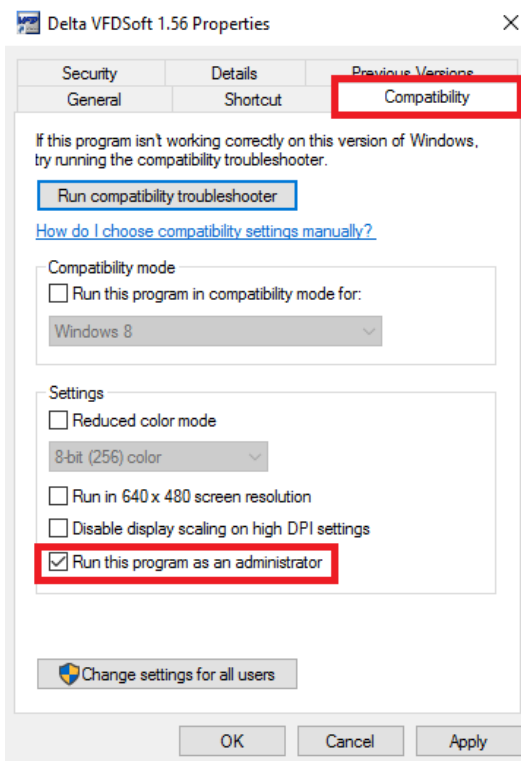 Delta VFDSoft 1.56 Properties
Security Details Previous Versions
General Shortcut Compatibility
If this program isn't working correctly on this version of Windows,
try running the compatibility troubleshooter.
Run compatibility troubleshooter
How do I choose compatibility settings manually?
Compatibility mode
Run this program in compatibility mode for:
Windows 8
Settings
Reduced color mode
8-bit (256) color
Run in 640 x 480 screen resolution
Disable display scaling on high DPI settings
Run this program as an administrator
Change settings for all users
OK Cancel Apply